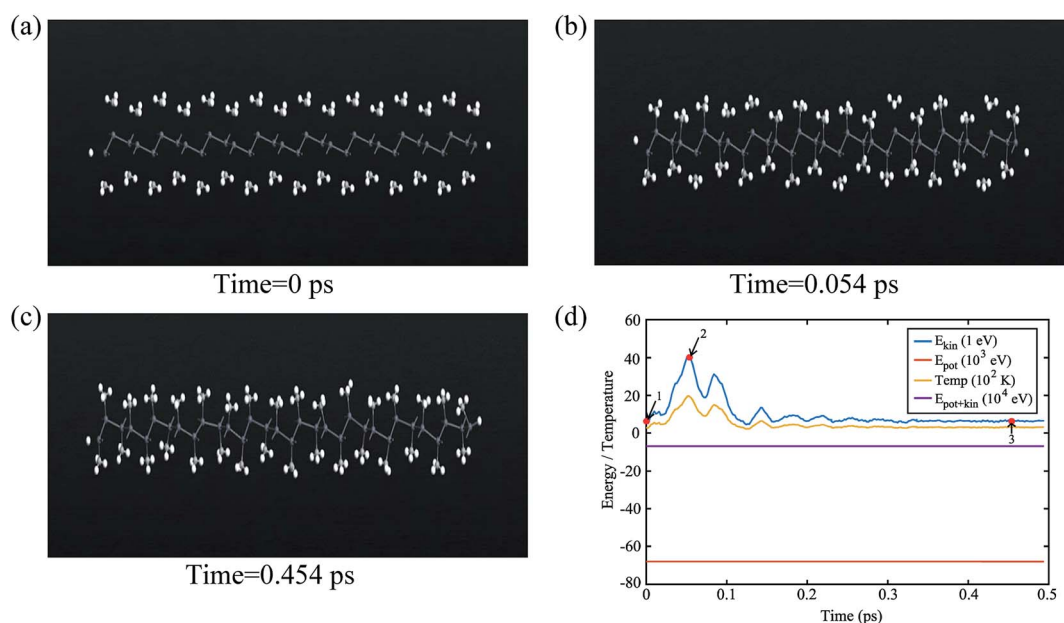 (a)
(b)
Time=0 ps
Time=0.054 ps
(c)
(d)
Time=0.454 ps
60
40
20
0
-20
-40
-60
-80
Energy / Temperature
0
0.1
0.2
0.3
0.4
0.5
Time (ps)
1
2
3
E_kin (1 eV)
E_pot (10^3 eV)
Temp (10^2 K)
E_pot+kin (10^4 eV)